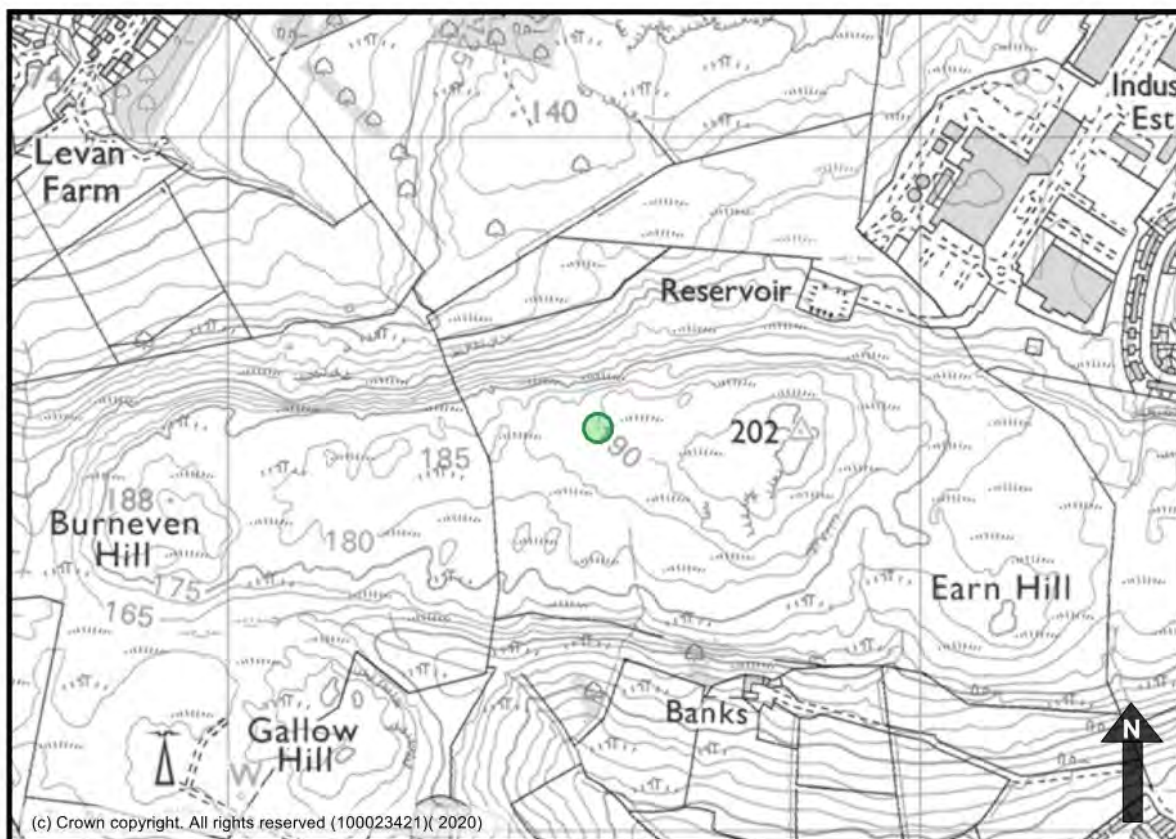 74
Levan
Farm
140
Indus
Est
Reservoir
202
90
185
188
Burneven
Hill
180
175
165
Earn Hill
Banks
Gallow
Hill
W
N
(c) Crown copyright. All rights reserved (100023421)( 2020)